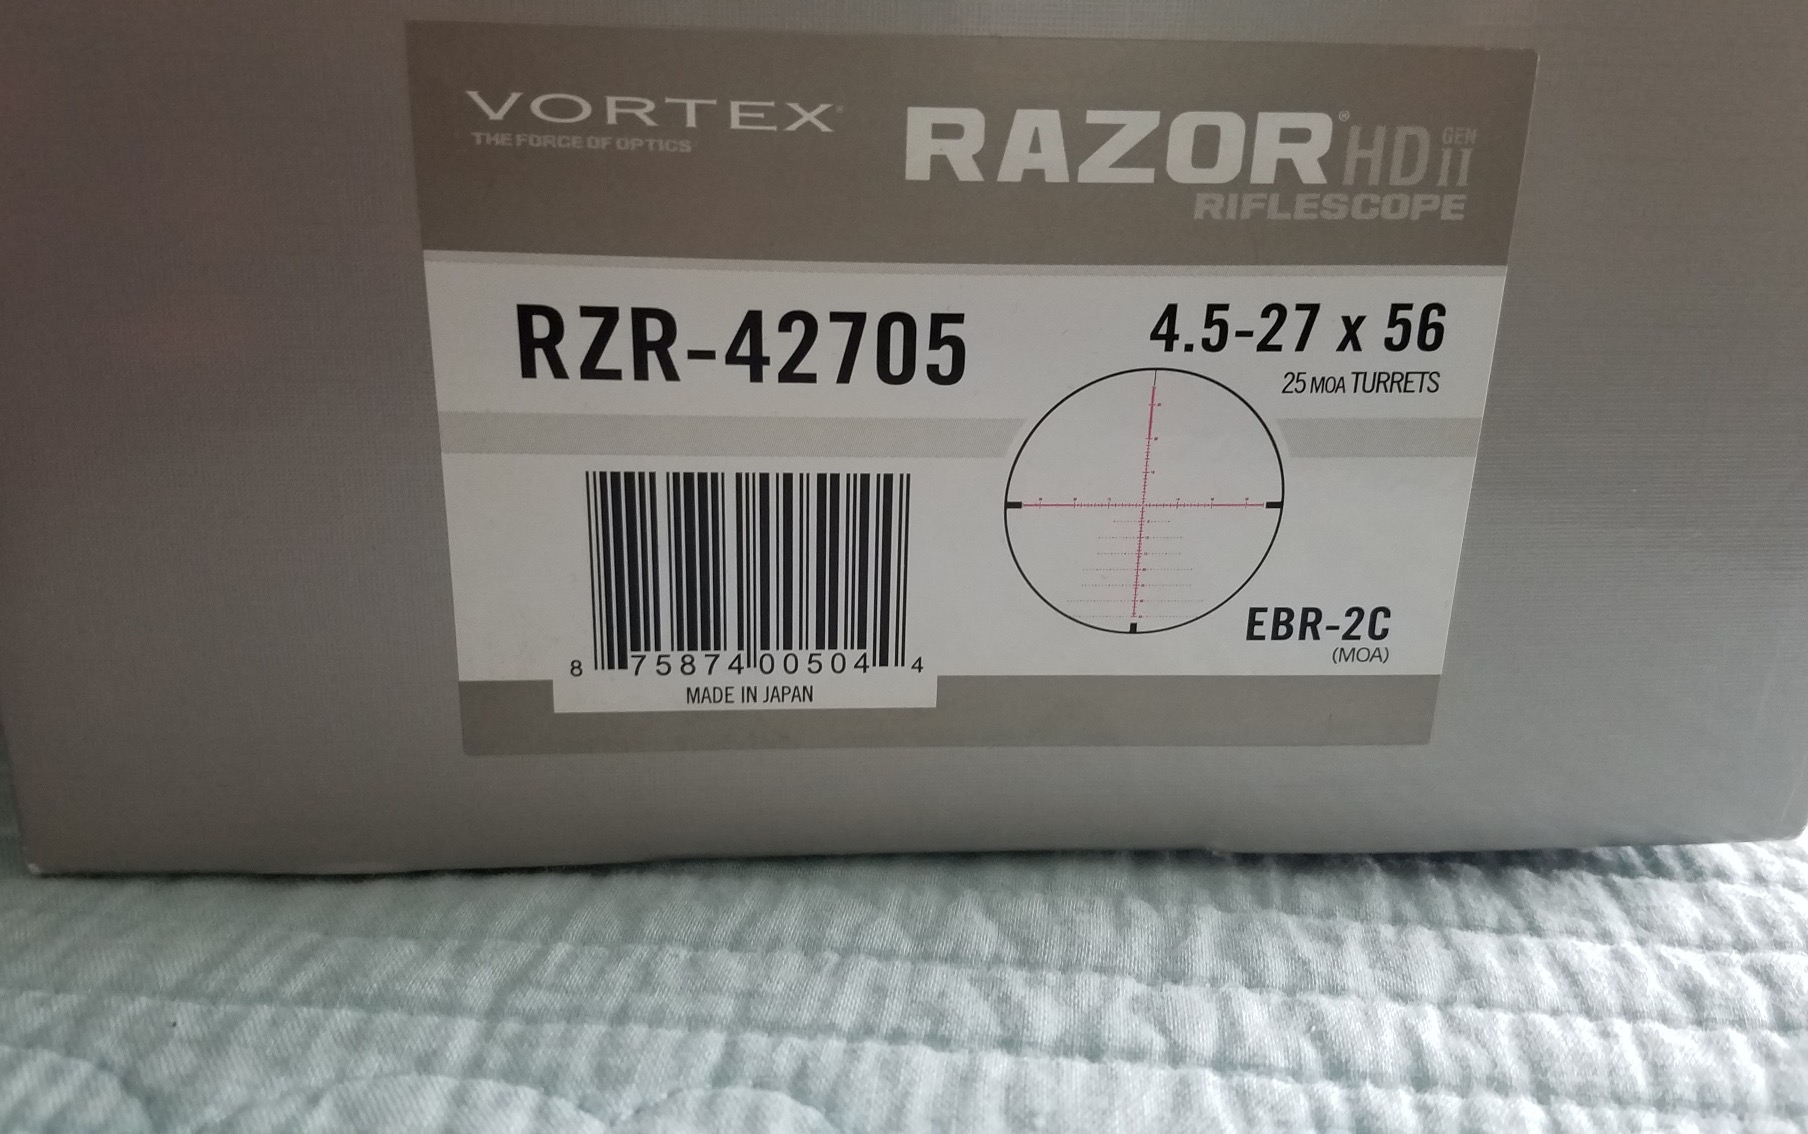 VORTEX®
THE FORCE OF OPTICS
RAZOR® HD GEN II
RIFLESCOPE
RZR-42705
4.5-27 x 56
25 MOA TURRETS
EBR-2C
(MOA)
8 75874 00504 4
MADE IN JAPAN